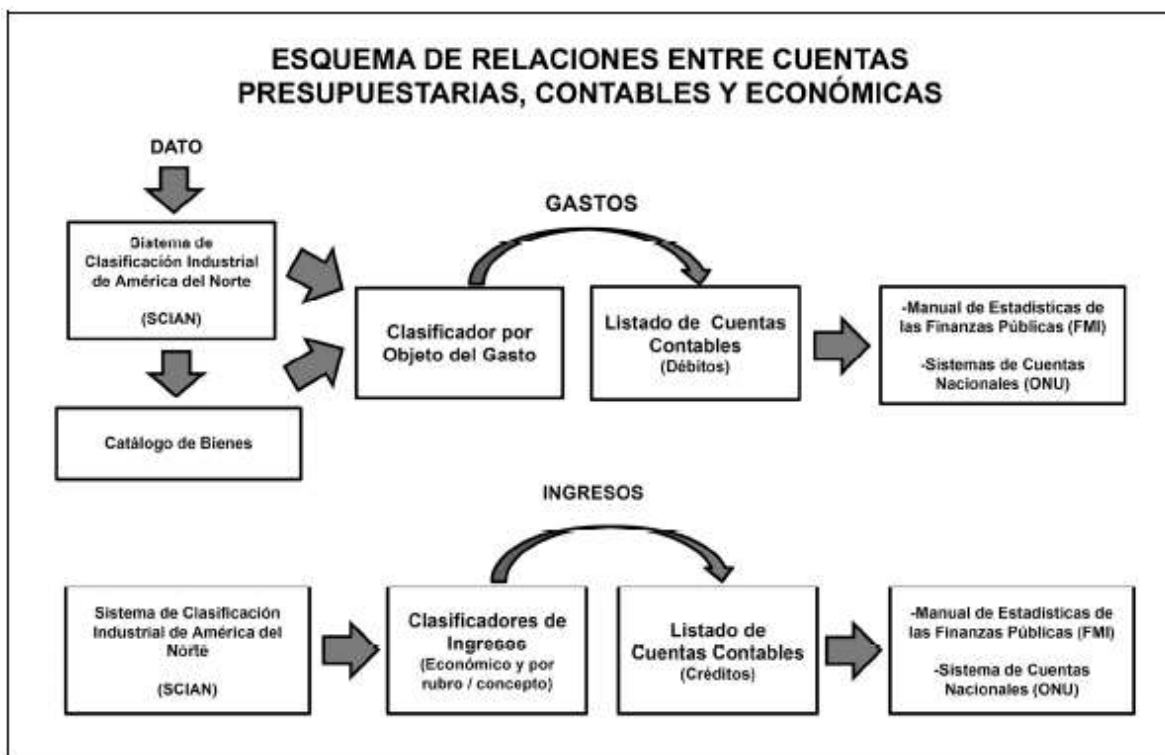 ESQUEMA DE RELACIONES ENTRE CUENTAS
PRESUPUESTARIAS, CONTABLES Y ECONÓMICAS
DATO
GASTOS
Sistema de
Clasificación Industrial
de América del Norte
(SCIAN)
Clasificador por
Objeto del Gasto
Listado de Cuentas
Contables
(Débitos)
-Manual de Estadísticas de
las Finanzas Públicas (FMI)
-Sistemas de Cuentas
Nacionales (ONU)
Catálogo de Bienes
INGRESOS
Sistema de Clasificación
Industrial de América del
Norte
(SCIAN)
Clasificadores de
Ingresos
(Económico y por
rubro / concepto)
Listado de
Cuentas Contables
(Créditos)
-Manual de Estadísticas de
las Finanzas Públicas (FMI)
-Sistema de Cuentas
Nacionales (ONU)